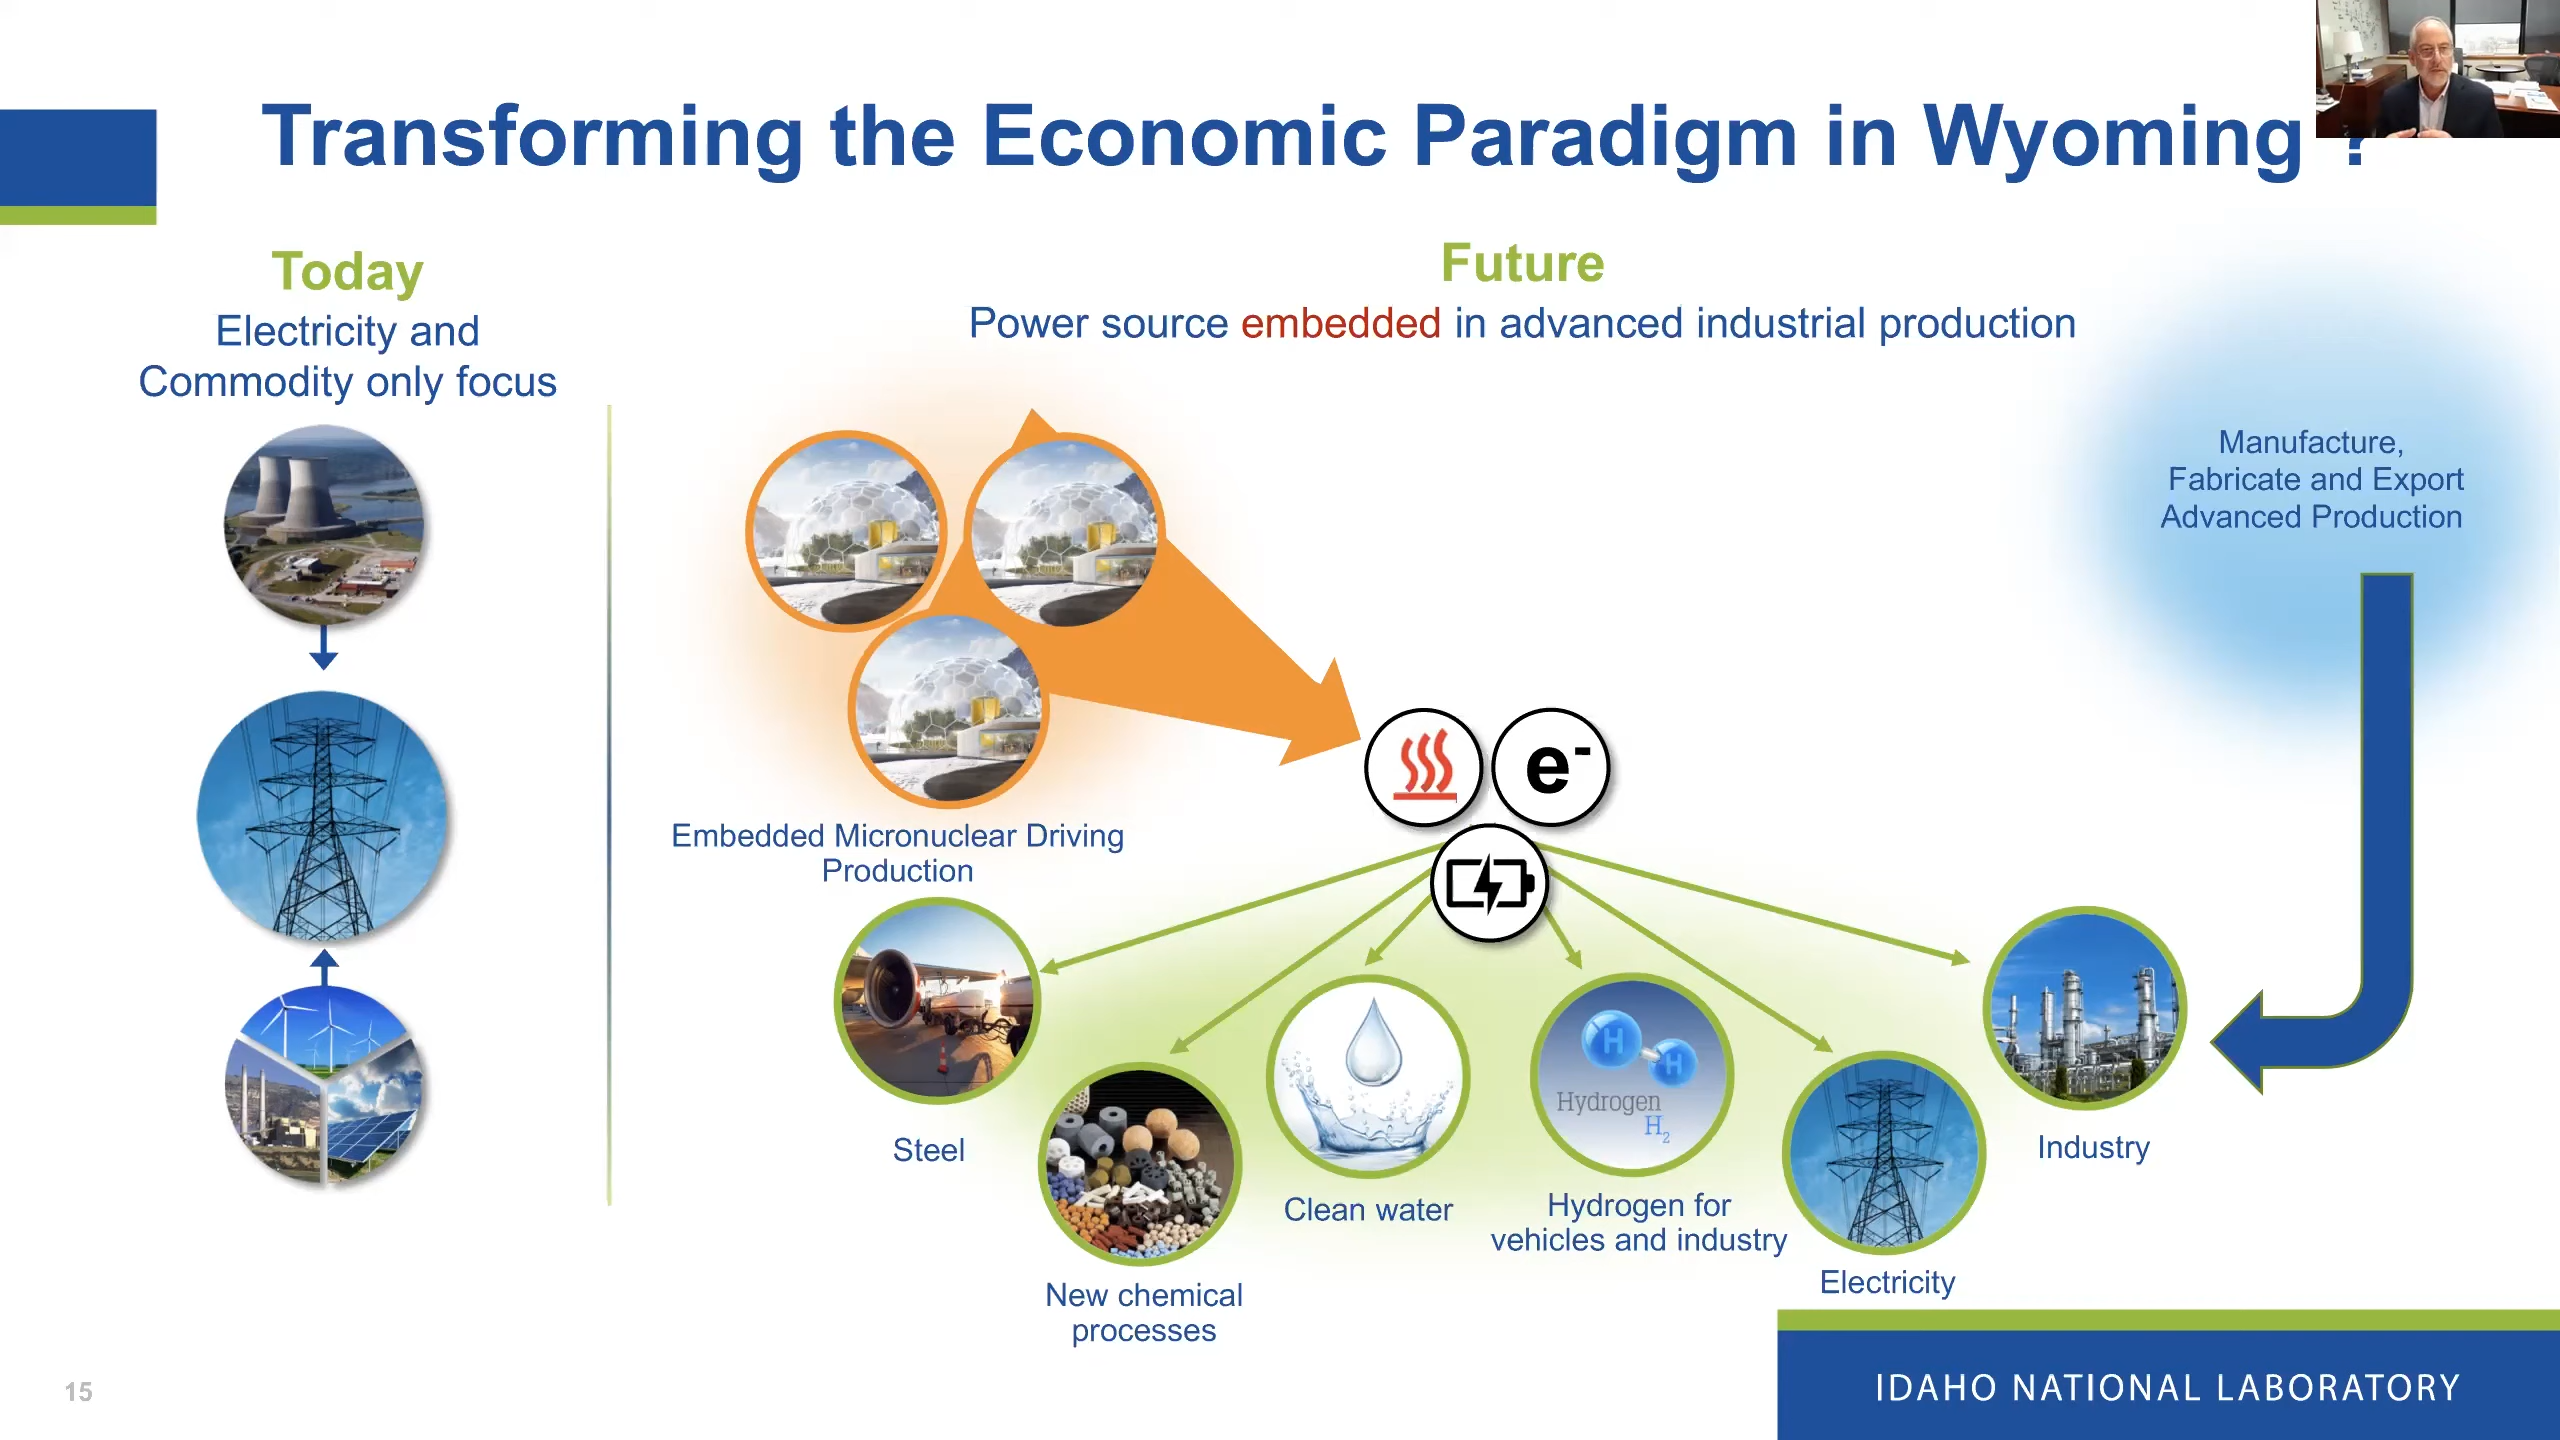 Transforming the Economic Paradigm in Wyoming ?
Today
Electricity and
Commodity only focus
Future
Power source embedded in advanced industrial production
Manufacture,
Fabricate and Export
Advanced Production
e-
Embedded Micronuclear Driving
Production
Steel
New chemical
processes
Clean water
H H
Hydrogen
H2
Hydrogen for
vehicles and industry
Electricity
Industry
15
IDAHO NATIONAL LABORATORY